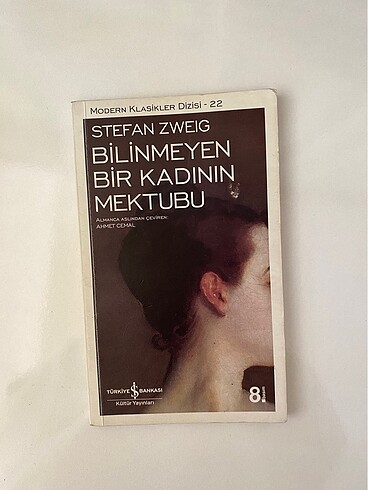 MODERN KLASİKLER DİZİSİ - 22
STEFAN ZWEIG
BİLİNMEYEN
BİR KADININ
MEKTUBU
ALMANCA ASLINDAN ÇEVİREN:
AHMET CEMAL
TÜRKİYE İŞ BANKASI
Kültür Yayınları
8.